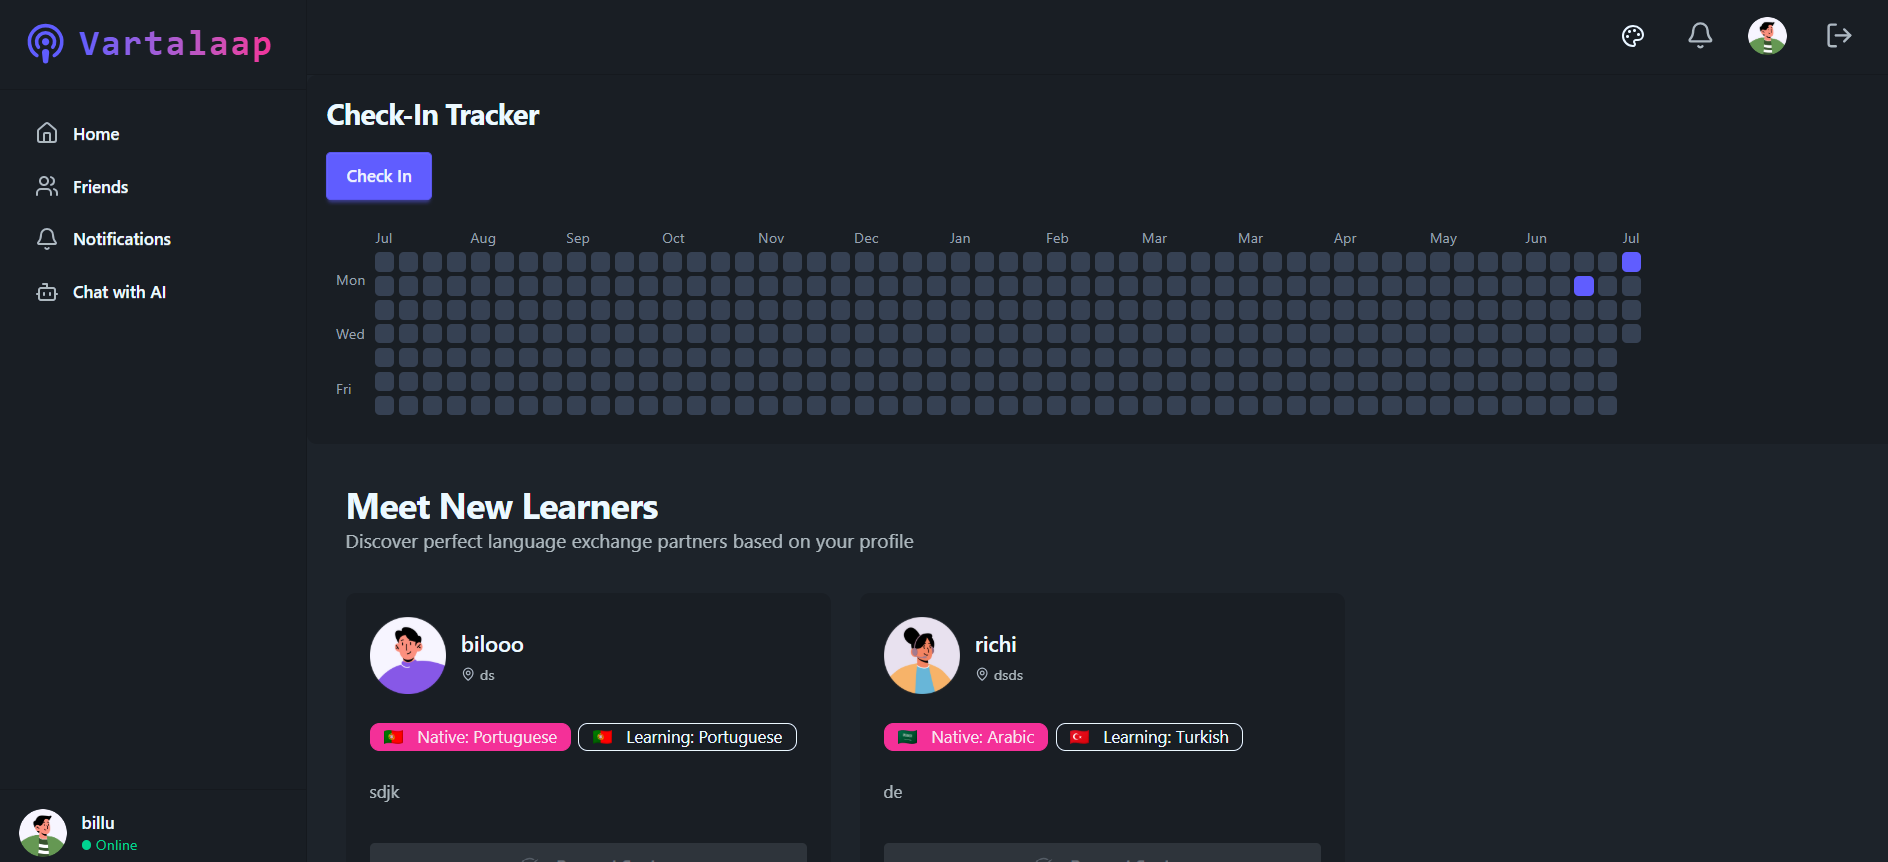 Vartalaap
Home
Friends
Notifications
Chat with AI
Check-In Tracker
Check In
Jul Aug Sep Oct Nov Dec Jan Feb Mar Mar Apr May Jun Jul
Mon
Wed
Fri
Meet New Learners
Discover perfect language exchange partners based on your profile
bilooo
ds
Native: Portuguese Learning: Portuguese
sdjk
richi
dsds
Native: Arabic Learning: Turkish
de
billu
Online